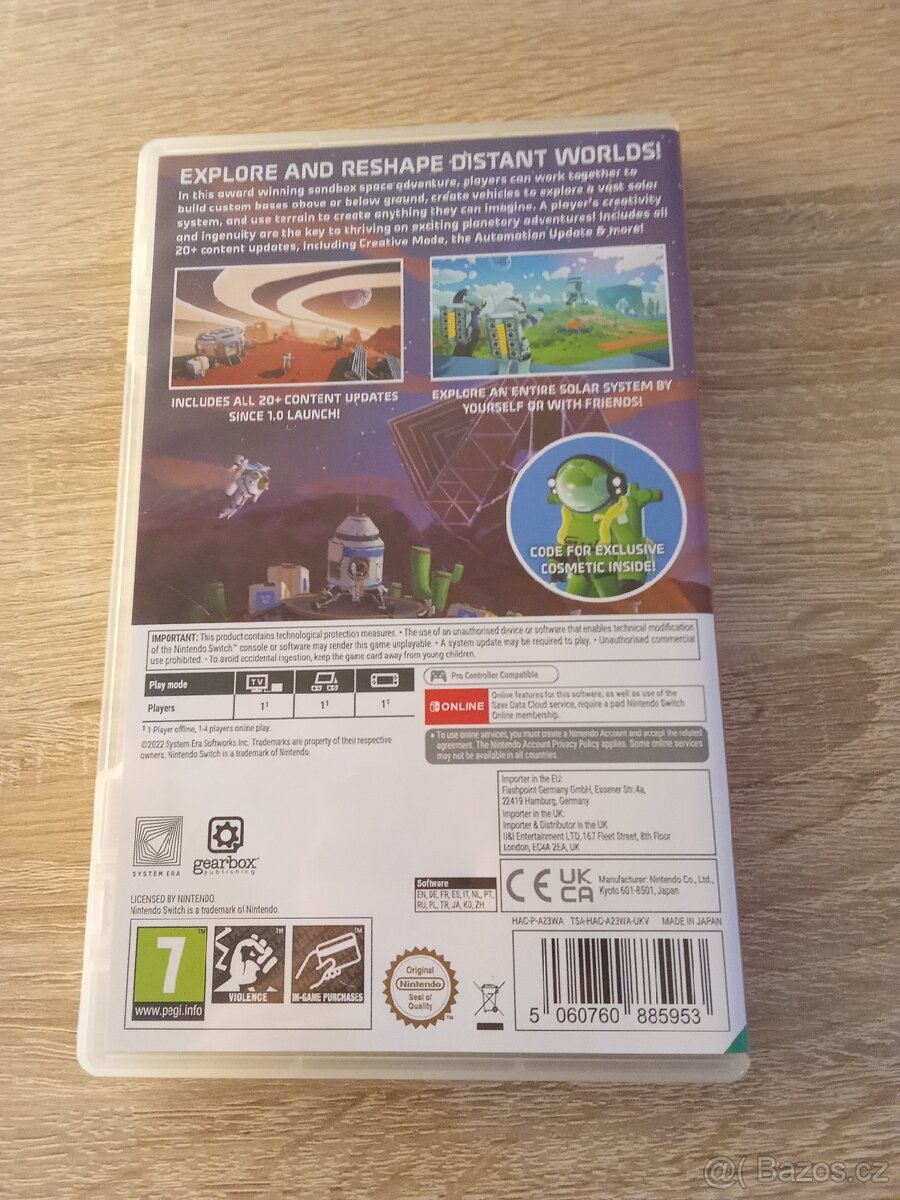 EXPLORE AND RESHAPE DISTANT WORLDS!
In this award winning sandbox space adventure, players can work together to
build custom bases above or below ground, create vehicles to explore a vast solar
system, and use terrain to create anything they can imagine. A player's creativity
and ingenuity are the key to thriving on exciting planetary adventures! Includes all
20+ content updates, including Creative Mode, the Automation Update & more!
INCLUDES ALL 20+ CONTENT UPDATES
SINCE 1.0 LAUNCH!
EXPLORE AN ENTIRE SOLAR SYSTEM BY
YOURSELF OR WITH FRIENDS!
CODE FOR EXCLUSIVE
COSMETIC INSIDE!
IMPORTANT: This product contains technological protection measures. • The use of an unauthorised device or software that enables technical modification
of the Nintendo Switch™ console or software may render this game unplayable. • A system update may be required to play. • Unauthorised commercial
use prohibited. • To avoid accidental ingestion, keep the game card away from young children.
Play mode
TV
Players
1¹
1¹
1¹
¹ 1 Player offline, 1-4 players online play.
©2022 System Era Softworks Inc. Trademarks are property of their respective
owners. Nintendo Switch is a trademark of Nintendo.
Pro Controller Compatible
ONLINE
Online features for this software, as well as use of the
Save Data Cloud service, require a paid Nintendo Switch
Online membership.
• To use online services, you must create a Nintendo Account and accept the related
agreement. The Nintendo Account Privacy Policy applies. Some online services
may not be available in all countries.
Importer in the EU:
Flashpoint Germany GmbH, Essener Str.4a,
22419 Hamburg, Germany
Importer in the UK:
Importer & Distributor in the UK
U&I Entertainment LTD, 167 Fleet Street, 8th Floor
London, EC4A 2EA, UK
SYSTEM ERA
gearbox
publishing
LICENSED BY NINTENDO.
Nintendo Switch is a trademark of Nintendo.
Software
EN, DE, FR, ES, IT, NL, PT,
RU, PL, TR, JA, KO, ZH
CE
UK
CA
Manufacturer: Nintendo Co., Ltd.,
Kyoto 601-8501, Japan
HAC-P-A23WA TSA-HAC-A23WA-UKV MADE IN JAPAN
7
www.pegi.info
VIOLENCE
IN-GAME PURCHASES
Original
Nintendo
Seal of
Quality
5 060760 885953
@( Bazos.cz